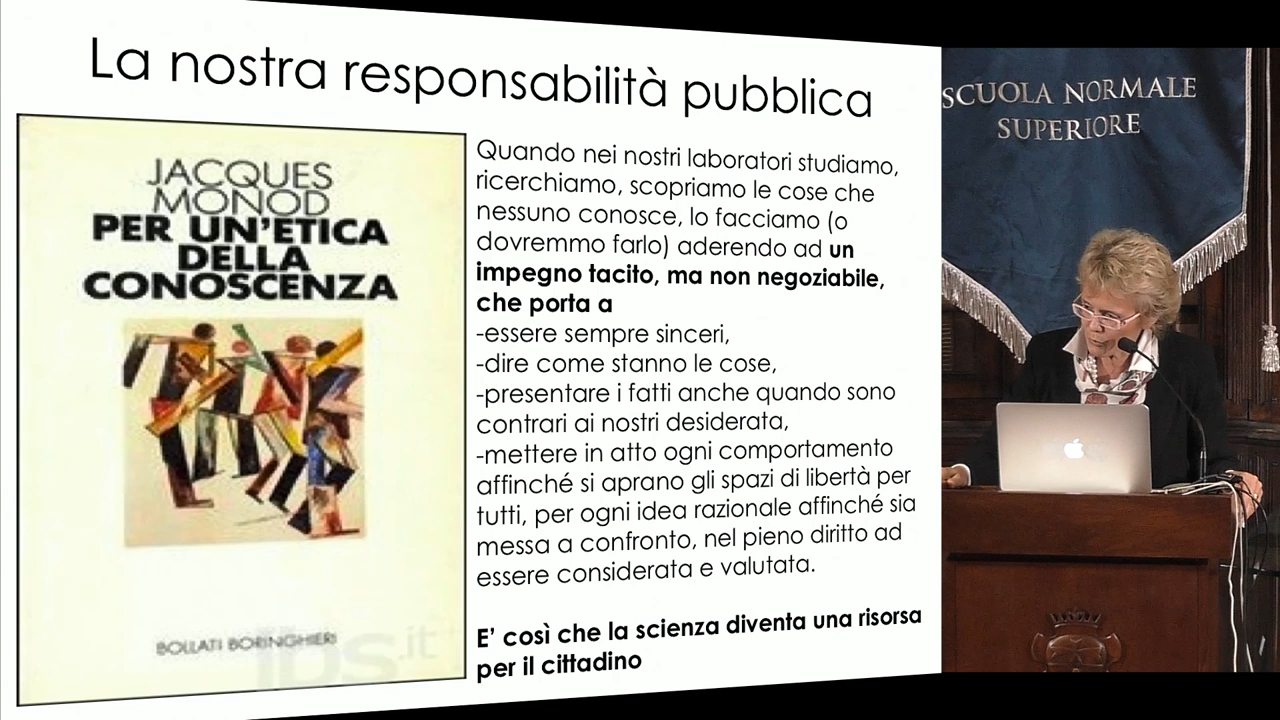 La nostra responsabilità pubblica
JACQUES
MONOD
PER UN'ETICA
DELLA
CONOSCENZA
BOLLATI BORINGHIERI
ibs.it
Quando nei nostri laboratori studiamo,
ricerchiamo, scopriamo le cose che
nessuno conosce, lo facciamo (o
dovremmo farlo) aderendo ad un
impegno tacito, ma non negoziabile,
che porta a
-essere sempre sinceri,
-dire come stanno le cose,
-presentare i fatti anche quando sono
contrari ai nostri desiderata,
-mettere in atto ogni comportamento
affinché si aprano gli spazi di libertà per
tutti, per ogni idea razionale affinché sia
messa a confronto, nel pieno diritto ad
essere considerata e valutata.
E' così che la scienza diventa una risorsa
per il cittadino
SCUOLA NORMALE
SUPERIORE